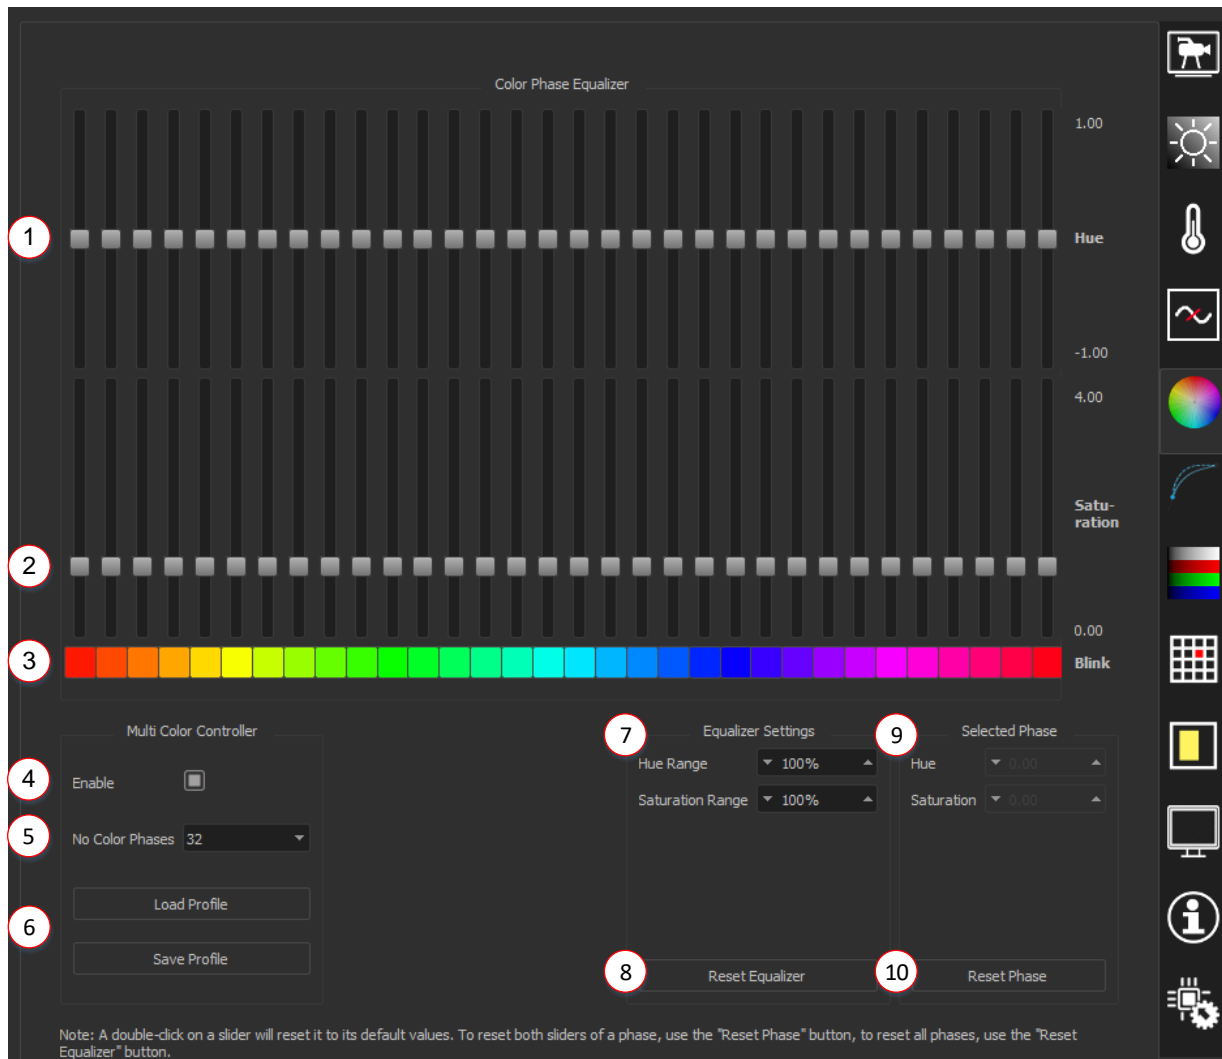 Color Phase Equalizer
1.00
1
Hue
-1.00
4.00
Satu-
ration
2
0.00
3
Blink
Multi Color Controller
7
Equalizer Settings
9
Selected Phase
Hue Range
100%
Hue
0.00
4
Enable
Saturation Range
100%
Saturation
0.00
5
No Color Phases
32
Load Profile
6
Save Profile
8
Reset Equalizer
10
Reset Phase
Note: A double-click on a slider will reset it to its default values. To reset both sliders of a phase, use the "Reset Phase" button, to reset all phases, use the "Reset
Equalizer" button.